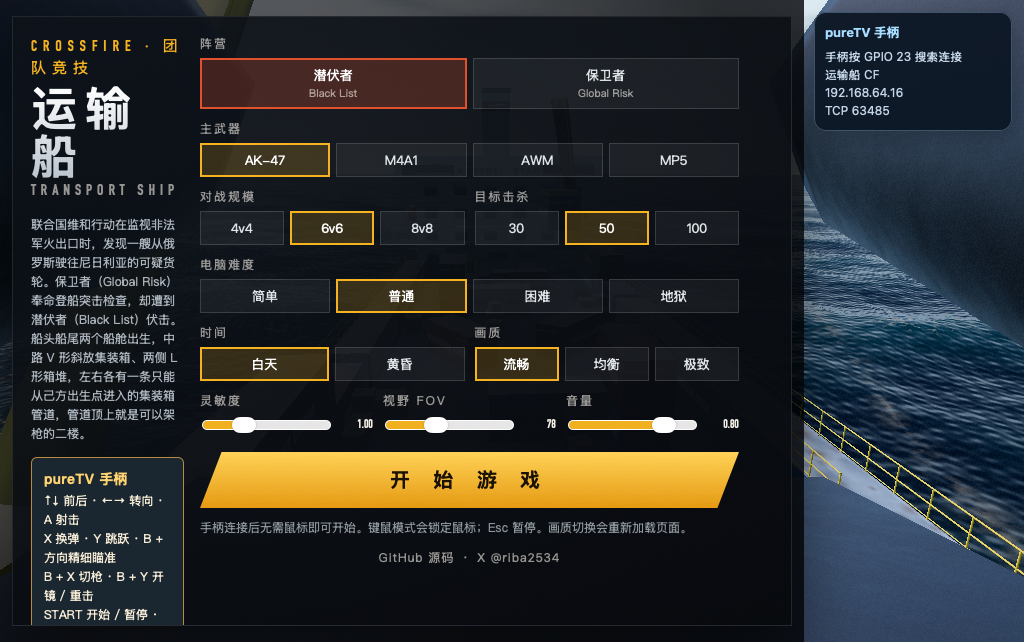 CROSSFIRE · 团
队竞技
运输
船
TRANSPORT SHIP
联合国维和行动在监视非法
军火出口时，发现一艘从俄
罗斯驶往尼日利亚的可疑货
轮。保卫者（Global Risk）
奉命登船突击检查，却遭到
潜伏者（Black List）伏击。
船头船尾两个船舱出生，中
路 V 形斜放集装箱、两侧 L
形箱堆，左右各有一条只能
从己方出生点进入的集装箱
管道，管道顶上就是可以架
枪的二楼。
pureTV 手柄
↑↓ 前后 · ←→ 转向 ·
A 射击
X 换弹 · Y 跳跃 · B +
方向精细瞄准
B + X 切枪 · B + Y 开
镜 / 重击
START 开始 / 暂停 ·
阵营
潜伏者
Black List
保卫者
Global Risk
主武器
AK-47
M4A1
AWM
MP5
对战规模
目标击杀
4v4
6v6
8v8
30
50
100
电脑难度
简单
普通
困难
地狱
时间
画质
白天
黄昏
流畅
均衡
极致
灵敏度
视野 FOV
音量
1.00
78
0.80
开始游戏
手柄连接后无需鼠标即可开始。键鼠模式会锁定鼠标；Esc 暂停。画质切换会重新加载页面。
GitHub 源码 · X @riba2534
pureTV 手柄
手柄按 GPIO 23 搜索连接
运输船 CF
192.168.64.16
TCP 63485